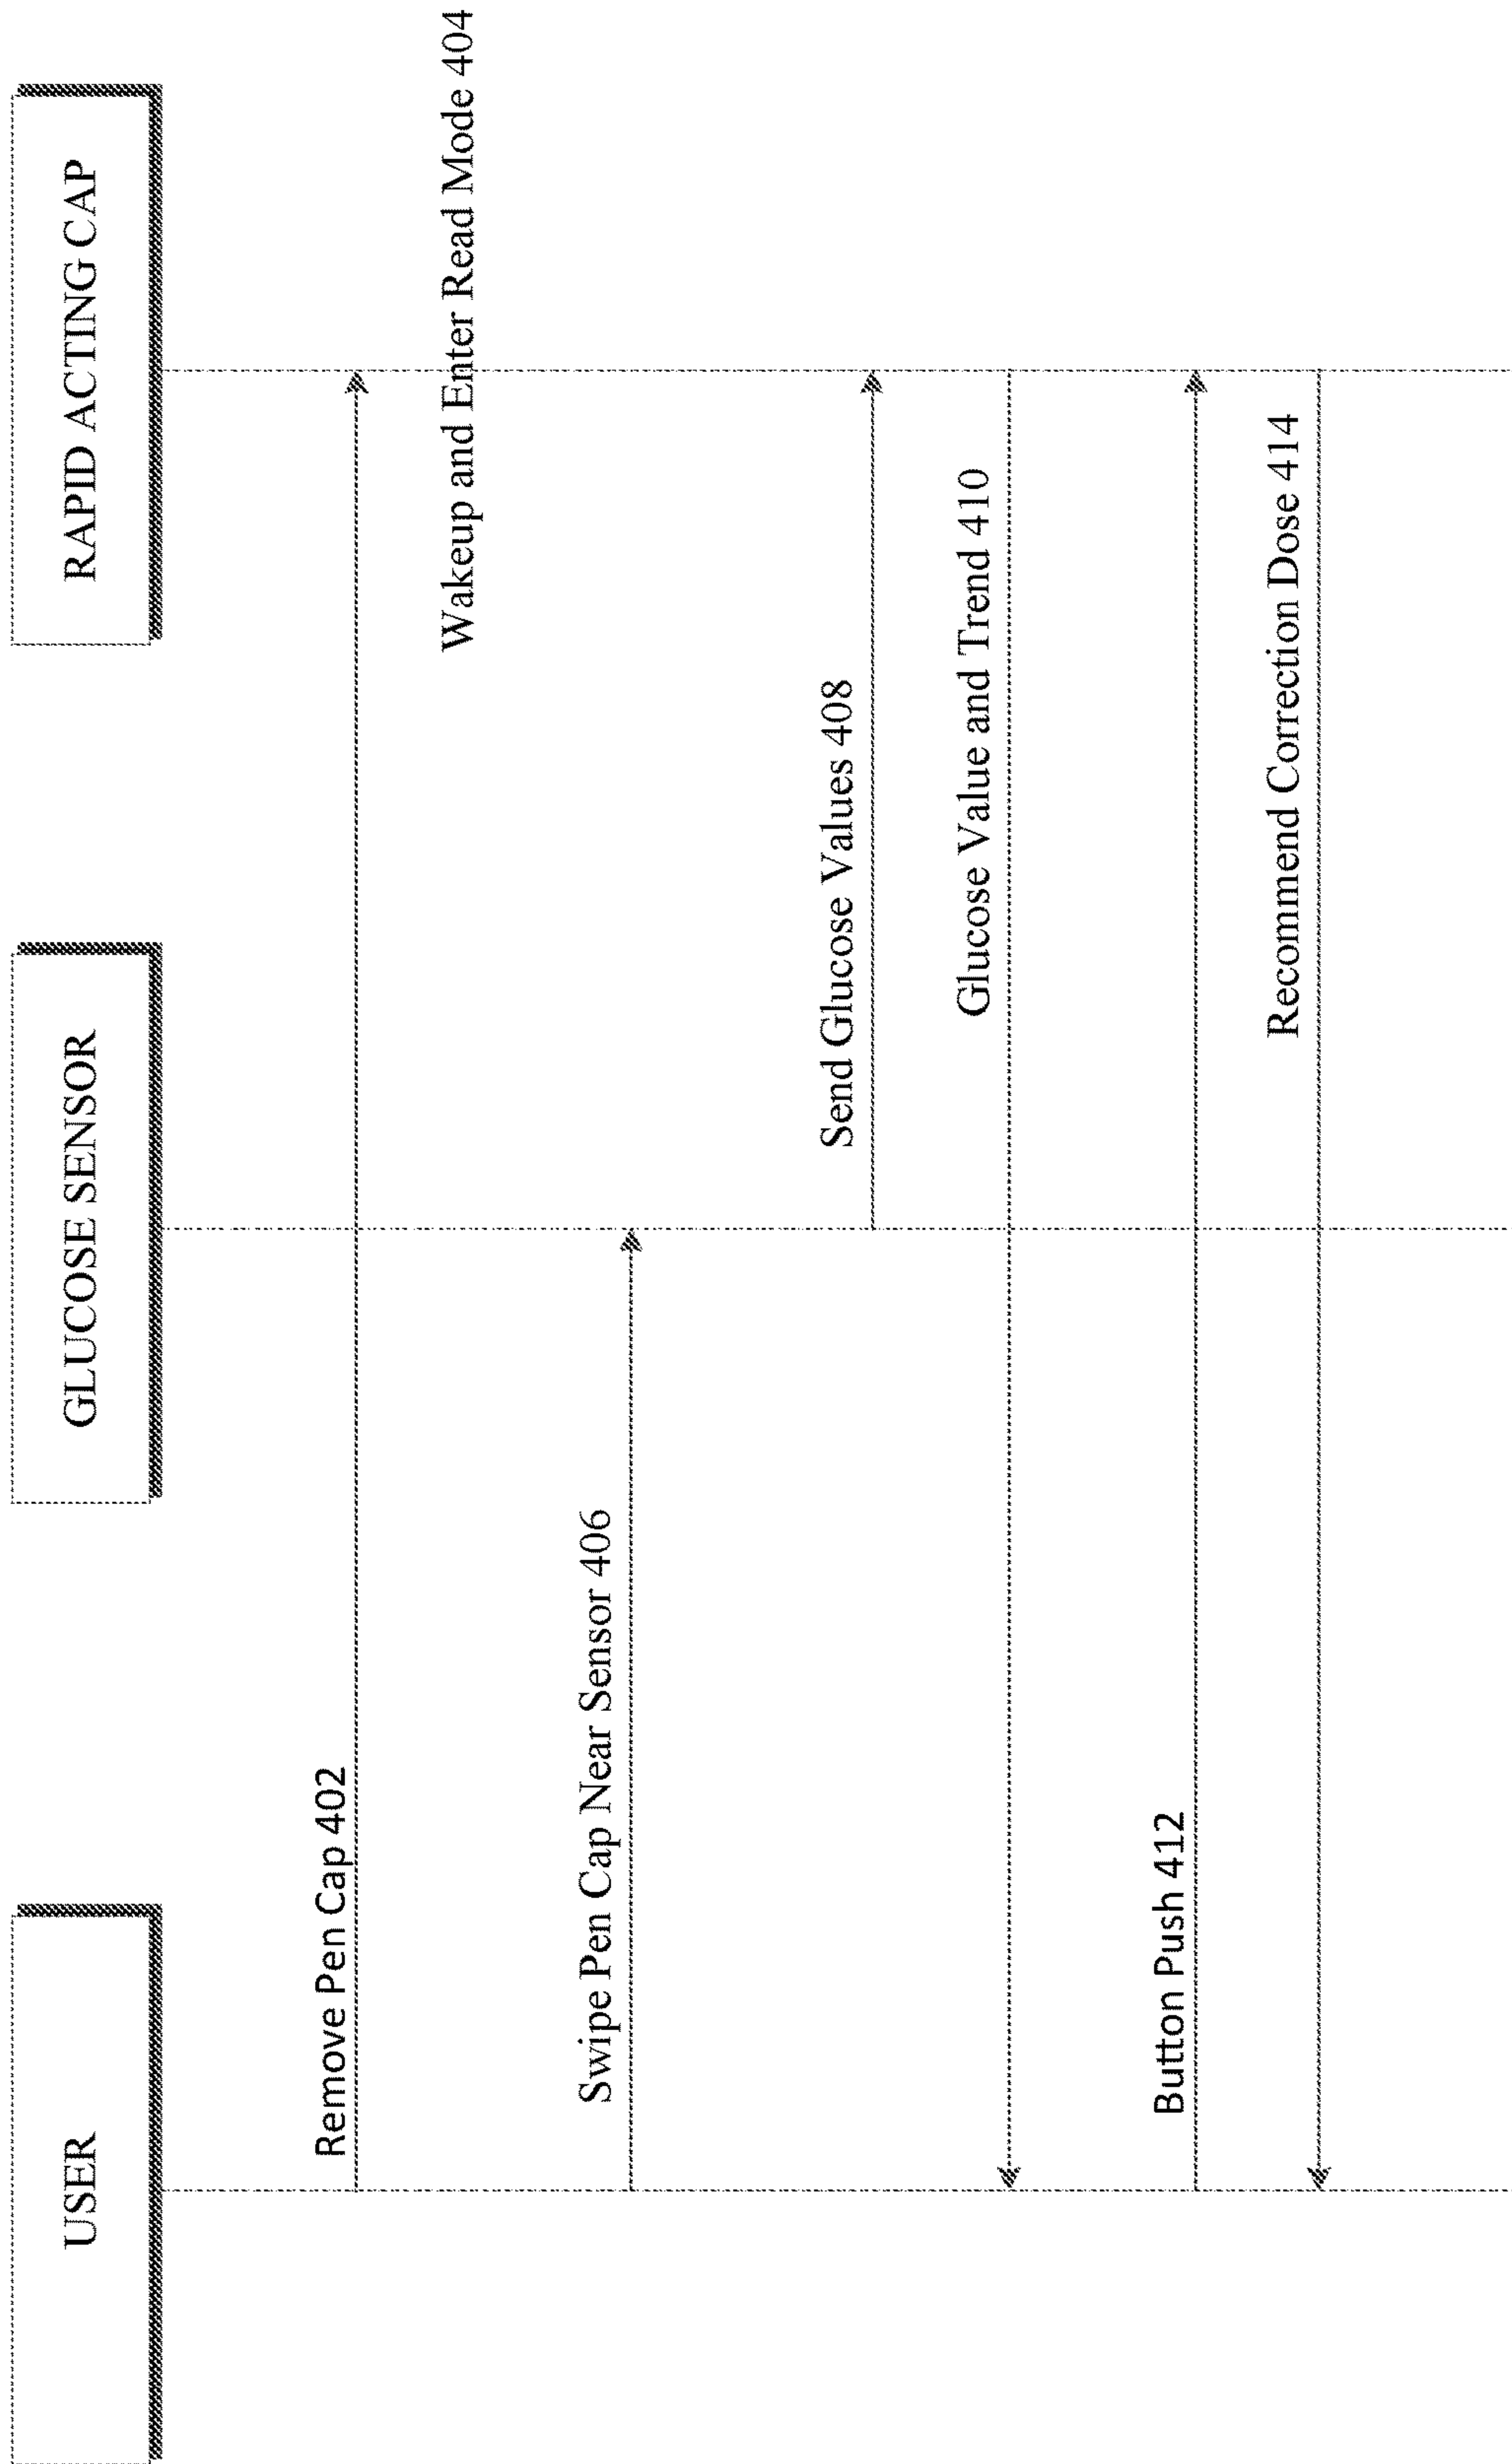 USER
GLUCOSE SENSOR
RAPID ACTING CAP
Remove Pen Cap 402
Wakeup and Enter Read Mode 404
Swipe Pen Cap Near Sensor 406
Send Glucose Values 408
Glucose Value and Trend 410
Button Push 412
Recommend Correction Dose 414